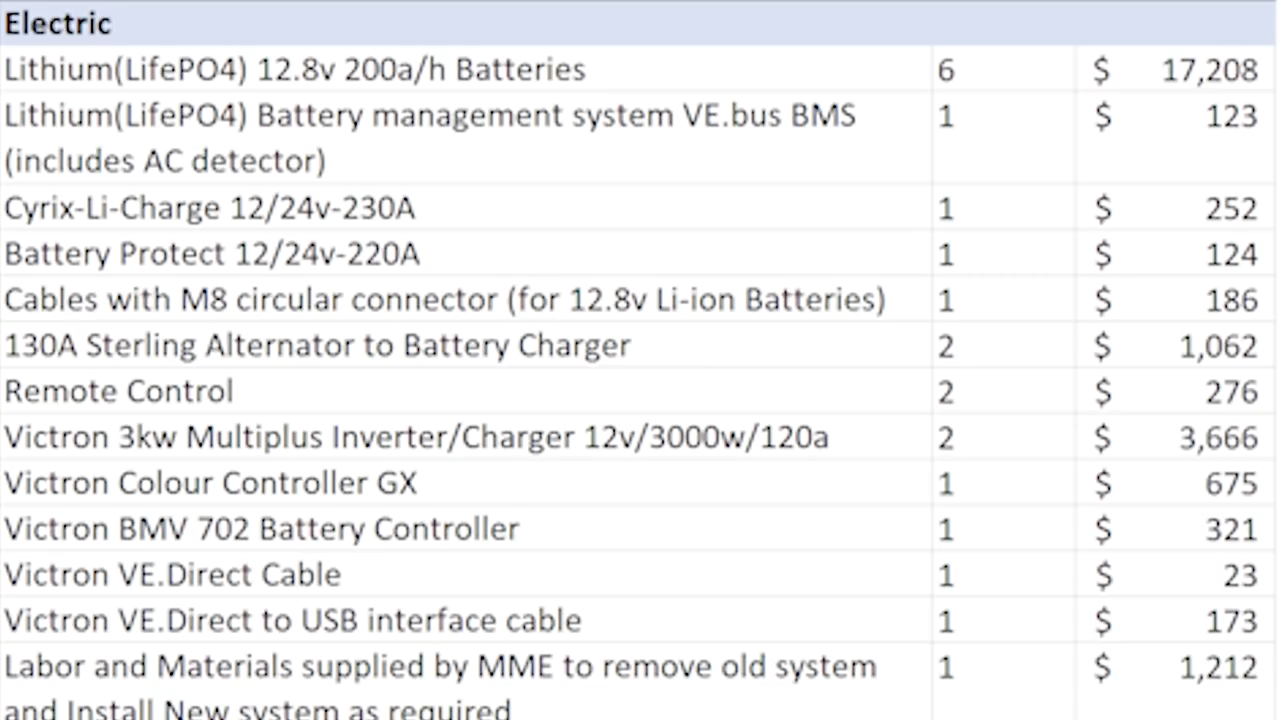 Electric
Lithium(LifePO4) 12.8v 200a/h Batteries 6 $ 17,208
Lithium(LifePO4) Battery management system VE.bus BMS 1 $ 123
(includes AC detector)
Cyrix-Li-Charge 12/24v-230A 1 $ 252
Battery Protect 12/24v-220A 1 $ 124
Cables with M8 circular connector (for 12.8v Li-ion Batteries) 1 $ 186
130A Sterling Alternator to Battery Charger 2 $ 1,062
Remote Control 2 $ 276
Victron 3kw Multiplus Inverter/Charger 12v/3000w/120a 2 $ 3,666
Victron Colour Controller GX 1 $ 675
Victron BMV 702 Battery Controller 1 $ 321
Victron VE.Direct Cable 1 $ 23
Victron VE.Direct to USB interface cable 1 $ 173
Labor and Materials supplied by MME to remove old system 1 $ 1,212
and Install New system as required